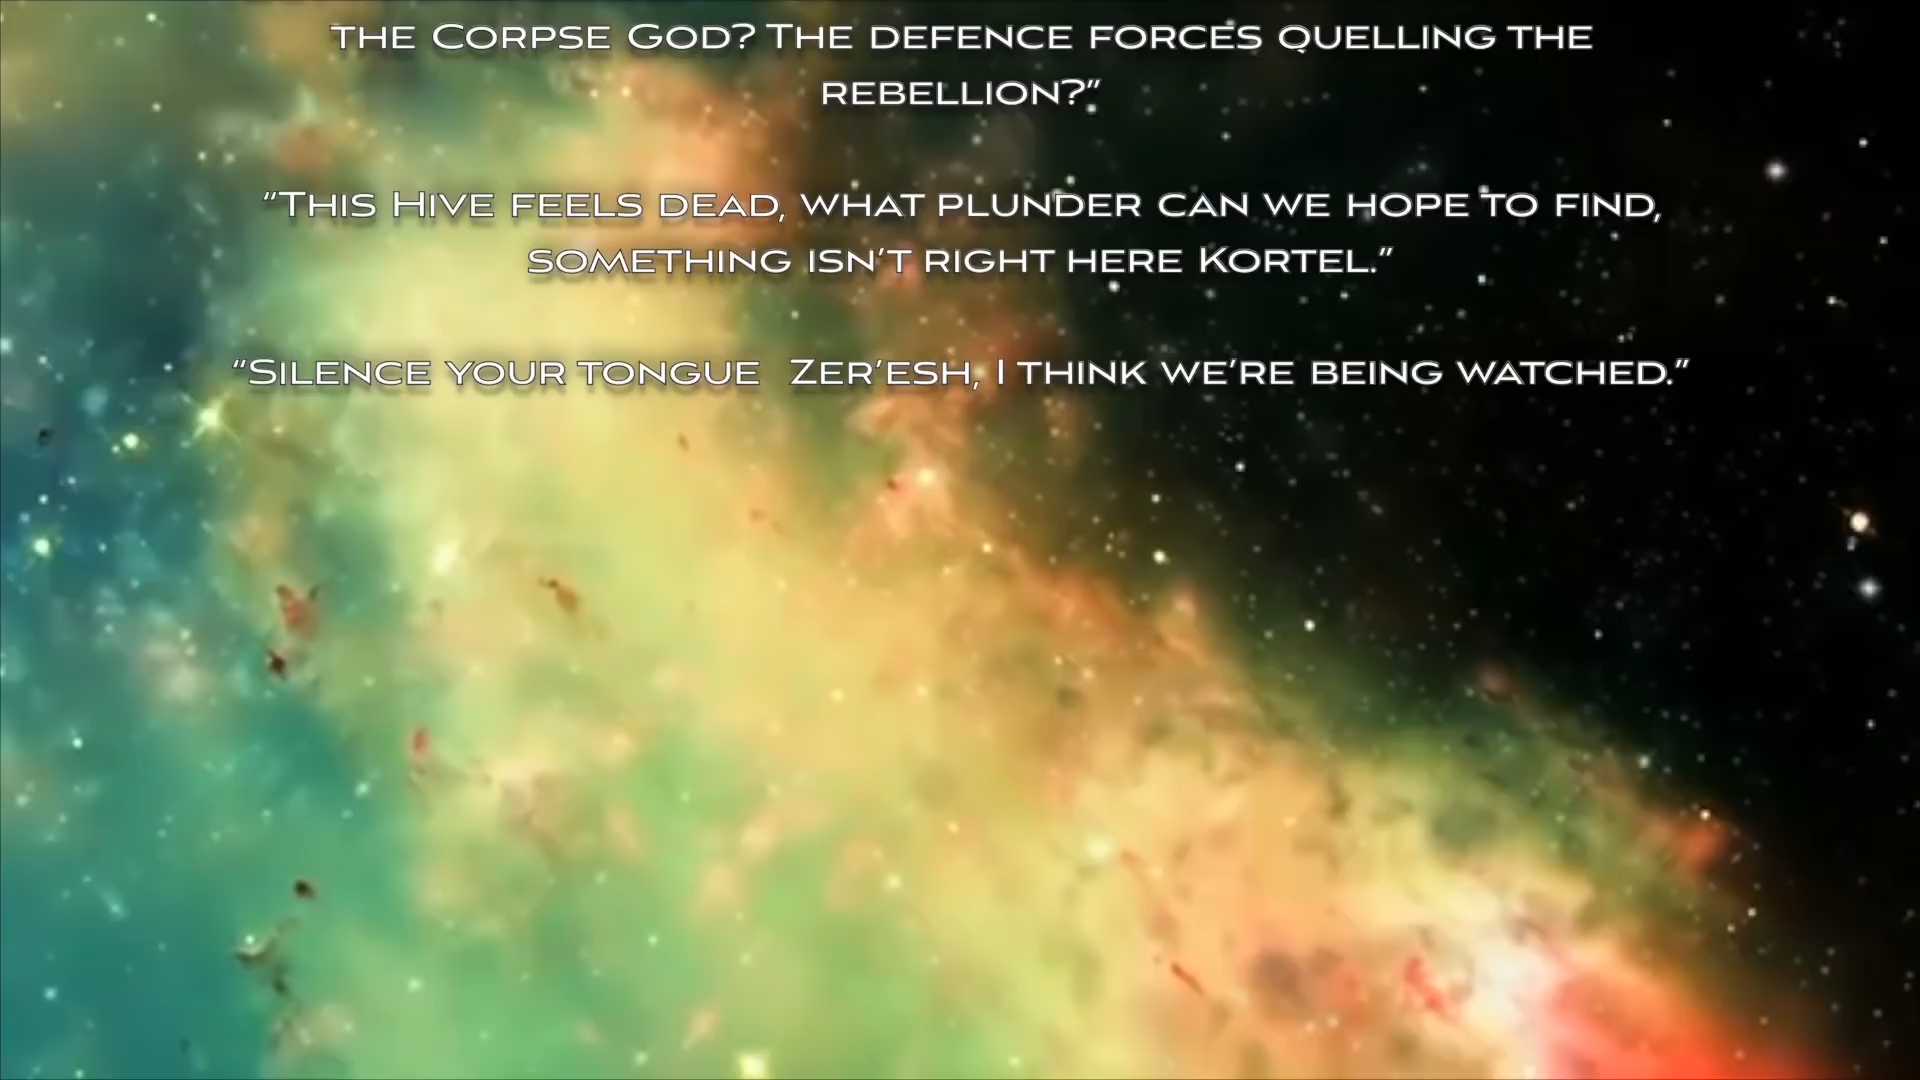 the Corpse God? The defence forces quelling the
rebellion?”
“This Hive feels dead, what plunder can we hope to find,
something isn’t right here Kortel.”
“Silence your tongue  Zer’esh, I think we’re being watched.”